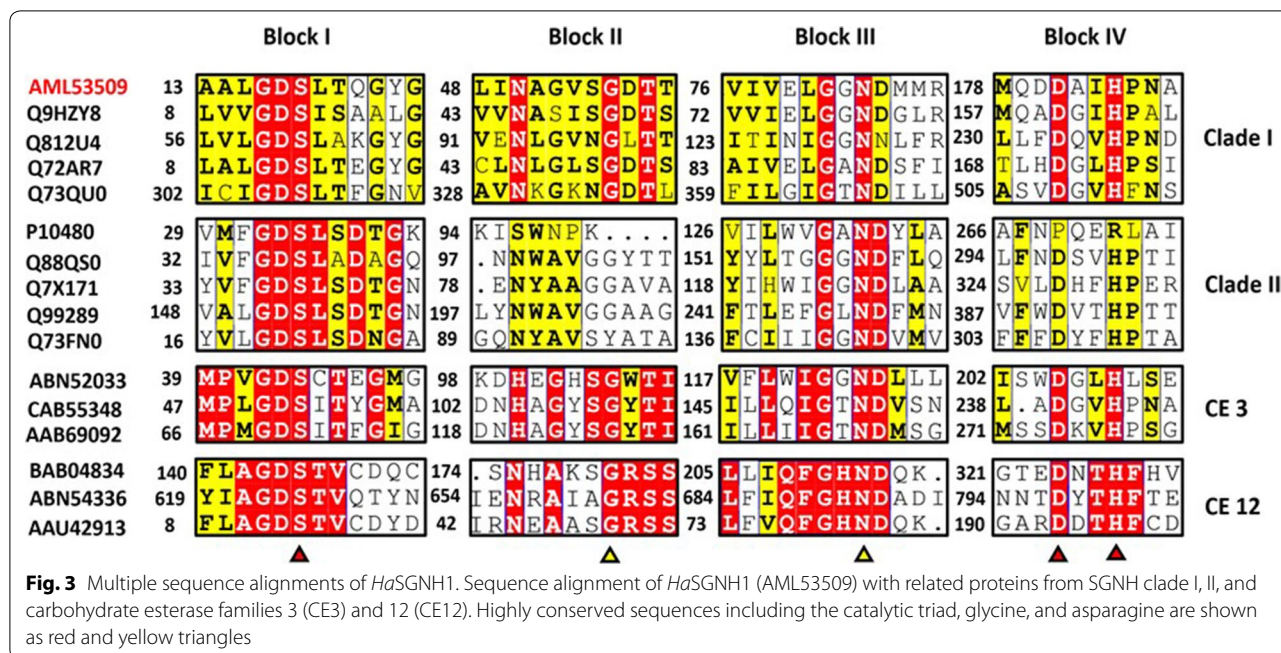 Block I Block II Block III Block IV
AML53509 13 AALGDSLTQGYG 48 LINAGVSGDTT 76 VIVELGGNDMMR 178 MQDDAIHPNA
Q9HZY8 8 LVVGDSISAALG 43 VVNASISGDTS 72 VVIELGGNDGLR 157 MQADGIHPAL
Q812U4 56 LVLGDSLAKGYG 91 VENLGVNGLTT 123 ITINIGGNNLFR 230 LLFDQVHPND
Q72AR7 8 LALGDSLTEGYG 43 CLNLGLSGDTS 83 AIVELGANDSFI 168 TLHDGLHPSI
Q73QU0 302 ICIGDSLTFGNV 328 AVNKGKNGDTL 359 FILGIGTNDILL 505 ASVDGVHFNS
Clade I
P10480 29 VMFGDSLSDTGK 94 KISWNPK.... 126 VILWVGANDYLA 266 AFNPQERLAI
Q88QS0 32 IVFGDSLADAGQ 97 .NNWAVGGYTT 151 YYLTGGGNDFLQ 294 LFNDSVHPTI
Q7X171 33 YVFGDSLSDTGN 78 .ENYAAGGAVA 118 YIHWIGGNDLAA 324 SVLDHFHPER
Q99289 148 VALGDSLSDTGN 197 LYNWAVGGAAG 241 FTLEFGLNDFMN 387 VFWDVTHPTT
Q73FN0 16 YVLGDSLSDNGA 89 GQNYAVSYATA 136 FCIIIGGNDVMV 303 FFFDYFHPTA
Clade II
ABN52033 39 MPVGDSCTEGMG 98 KDHEGHSGWTI 117 VFLWIGGNDLLL 202 ISWDGLHLSE
CAB55348 47 MPLGDSITYGMA 102 DNHAGYSGYTI 145 ILLQIGTNDVSN 238 L.ADGVHPNA
AAB69092 66 MPMGDSITFGIG 118 DNHAGYSGYTI 161 ILLIIGTNDMSG 271 MSSDKVHPSG
CE 3
BAB04834 140 FLAGDSTVCDQC 174 .SNHAKSGRSS 205 LLIQFGHNDQK. 321 GTEDNTHFHV
ABN54336 619 YIAGDSTVQTYN 654 IENRAIAGRSS 684 LFIQFGHNDADI 794 NNTDYTHFTE
AAU42913 8 FLAGDSTVCDYD 42 IRNEAASGRSS 73 LFVQFGHNDQK. 190 GARDDTHFCD
CE 12
Fig. 3 Multiple sequence alignments of HaSGNH1. Sequence alignment of HaSGNH1 (AML53509) with related proteins from SGNH clade I, II, and
carbohydrate esterase families 3 (CE3) and 12 (CE12). Highly conserved sequences including the catalytic triad, glycine, and asparagine are shown
as red and yellow triangles